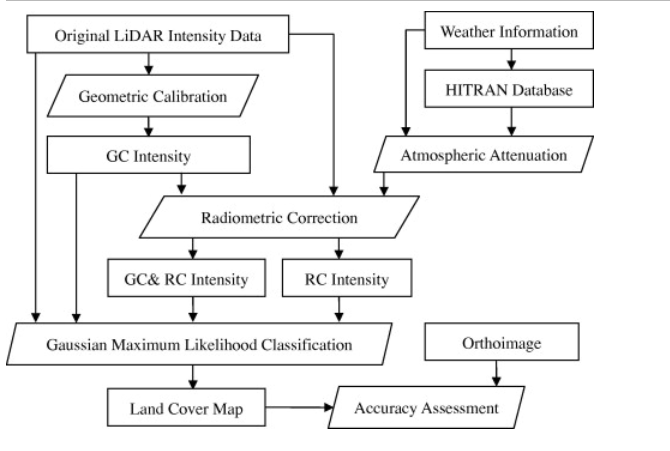 Original LiDAR Intensity Data
Weather Information
Geometric Calibration
HITRAN Database
GC Intensity
Atmospheric Attenuation
Radiometric Correction
GC& RC Intensity
RC Intensity
Gaussian Maximum Likelihood Classification
Orthoimage
Land Cover Map
Accuracy Assessment